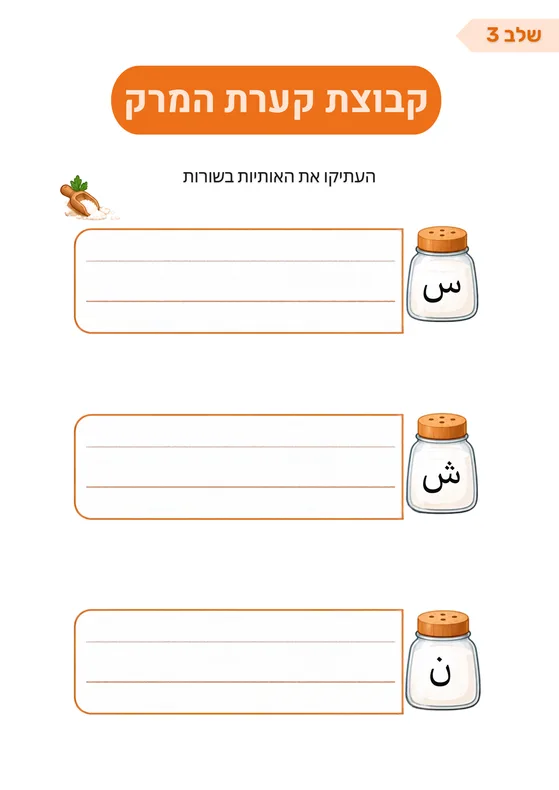 שלב 3
קבוצת קערת המרק
העתיקו את האותיות בשורות
س
ش
ن